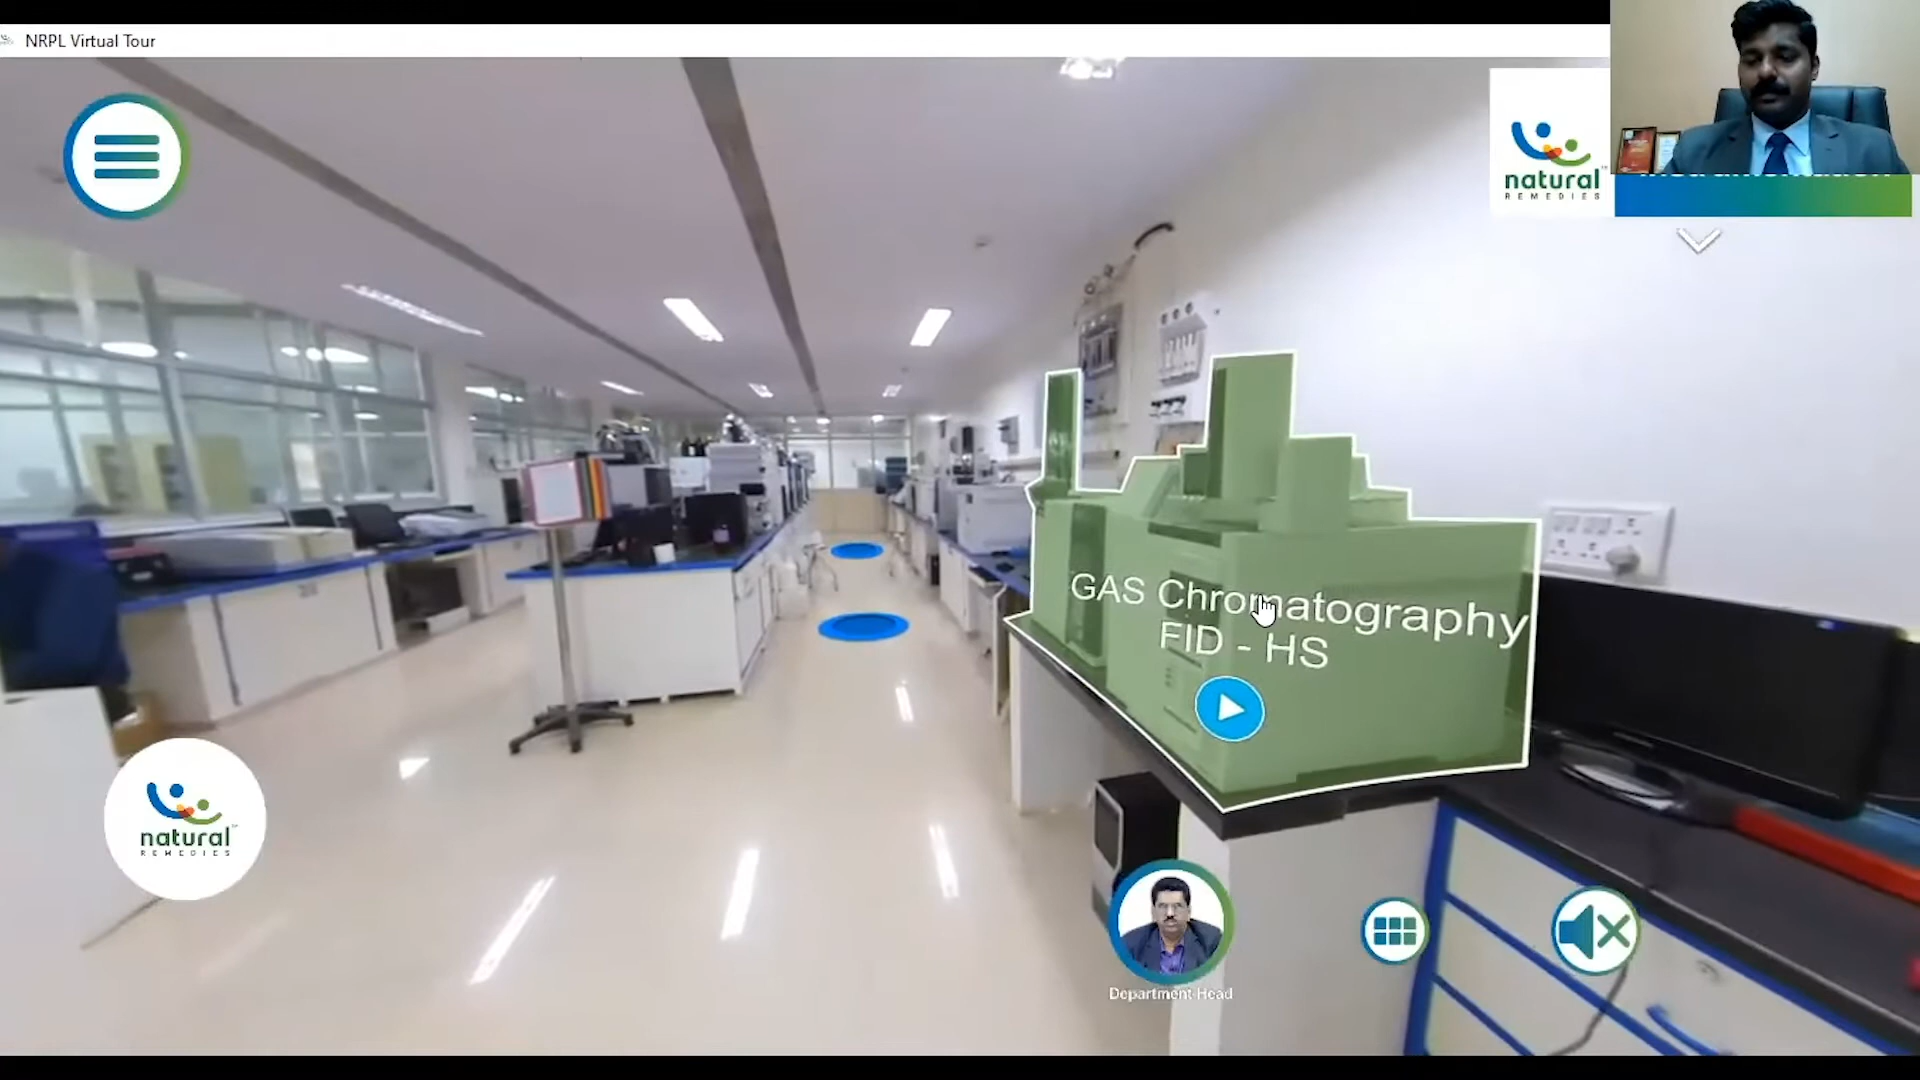 NRPL Virtual Tour
natural
REMEDIES
GAS Chromatography
FID - HS
natural
REMEDIES
Department Head